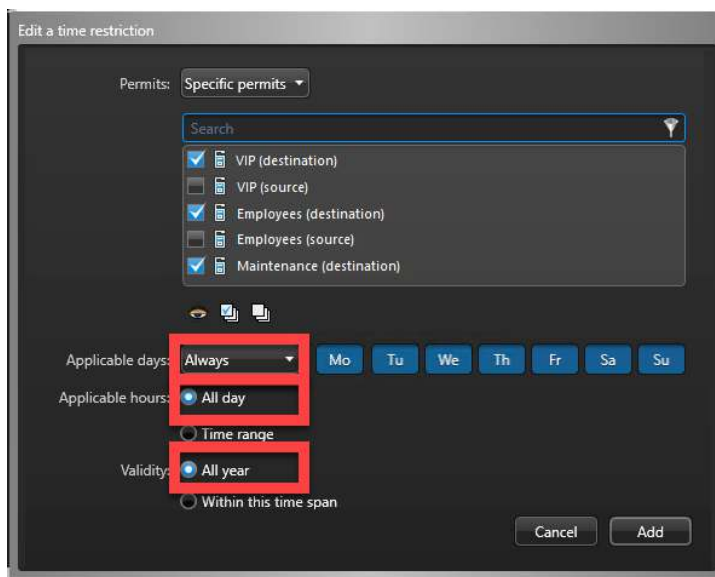 Edit a time restriction
Permits: Specific permits
Search
VIP (destination)
VIP (source)
Employees (destination)
Employees (source)
Maintenance (destination)
Applicable days: Always Mo Tu We Th Fr Sa Su
Applicable hours: All day
Time range
Validity: All year
Within this time span
Cancel Add